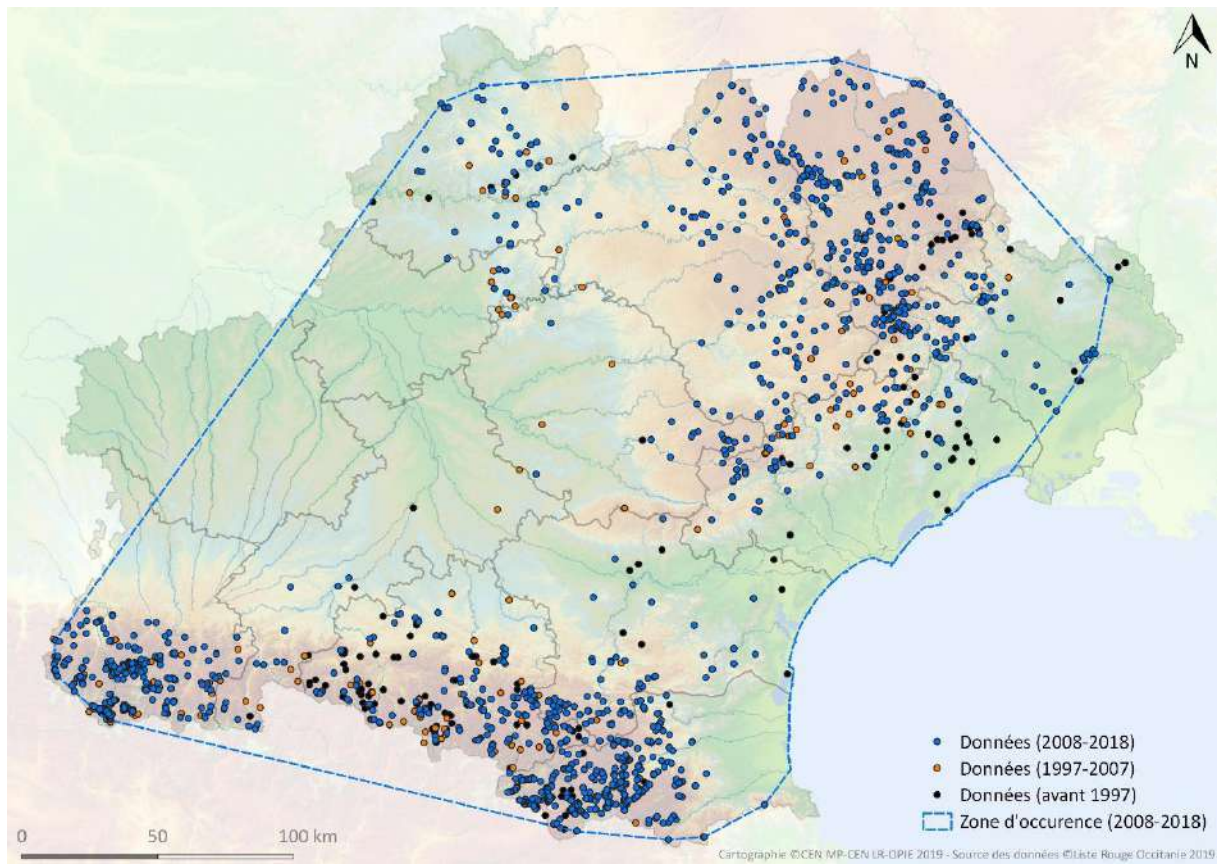 N
Données (2008-2018)
Données (1997-2007)
Données (avant 1997)
Zone d'occurence (2008-2018)
0 50 100 km
Cartographie ©CEN MP-CEN LR-OPIE 2019 - Source des données ©Liste Rouge Occitanie 2019